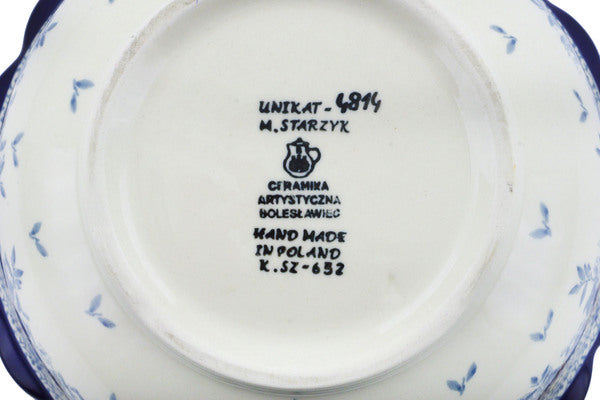 UNIKAT-4814
M.STARZYK
CERAMIKA
ARTYSTYCZNA
BOLESŁAWIEC
HAND MADE
IN POLAND
K.SZ-652